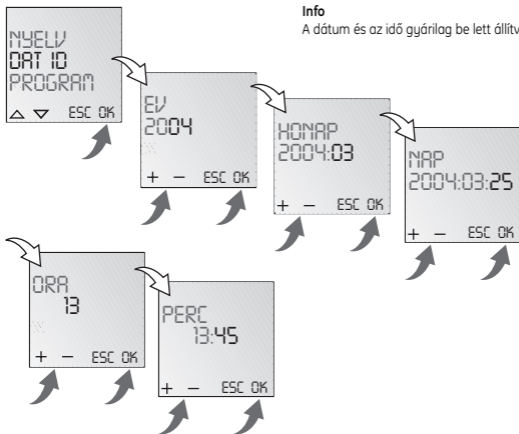 Info
A dátum és az idő gyárilag be lett állítv
NYELV
DAT ID
PROGRAM
ESC OK
EV
2004
+ - ESC OK
HONAP
2004:03
+ - ESC OK
NAP
2004:03:25
+ - ESC OK
ORA
13
+ - ESC OK
PERC
13:45
+ - ESC OK